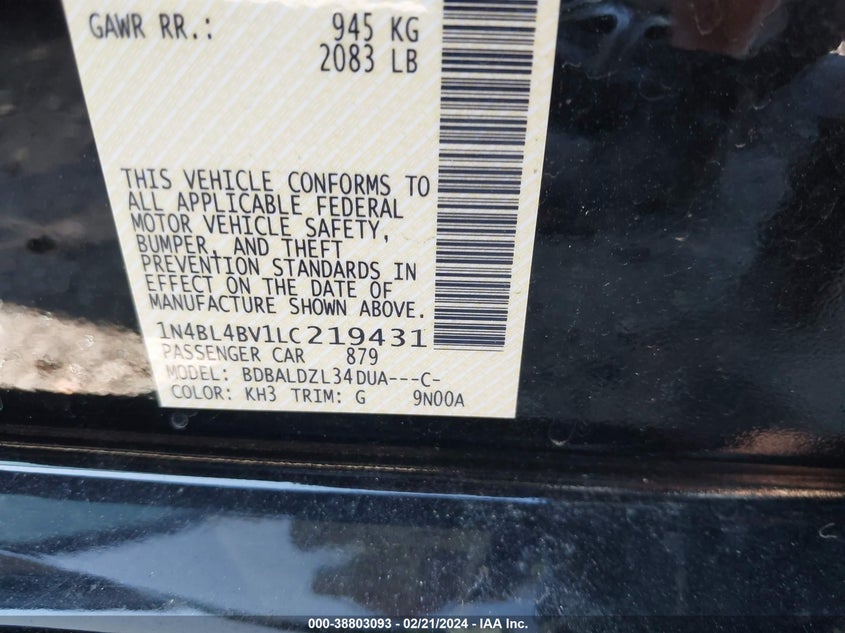 GAWR RR.: 945 KG
2083 LB
THIS VEHICLE CONFORMS TO
ALL APPLICABLE FEDERAL
MOTOR VEHICLE SAFETY,
BUMPER, AND THEFT
PREVENTION STANDARDS IN
EFFECT ON THE DATE OF
MANUFACTURE SHOWN ABOVE.
1N4BL4BV1LC219431
PASSENGER CAR 879
MODEL: BDBALDZL34DUA---C-
COLOR: KH3 TRIM: G 9N00A
000-38803093 / 02/21/2024 - © IAA, Inc.